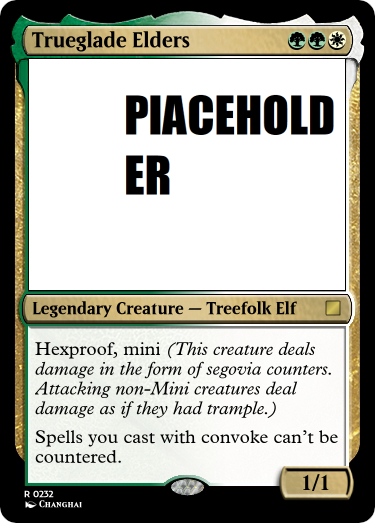 Trueglade Elders
PIACEHOLD
ER
Legendary Creature — Treefolk Elf
Hexproof, mini (This creature deals
damage in the form of segovia counters.
Attacking non-Mini creatures deal
damage as if they had trample.)
Spells you cast with convoke can't be
countered.
1/1
R 0232
Changhai